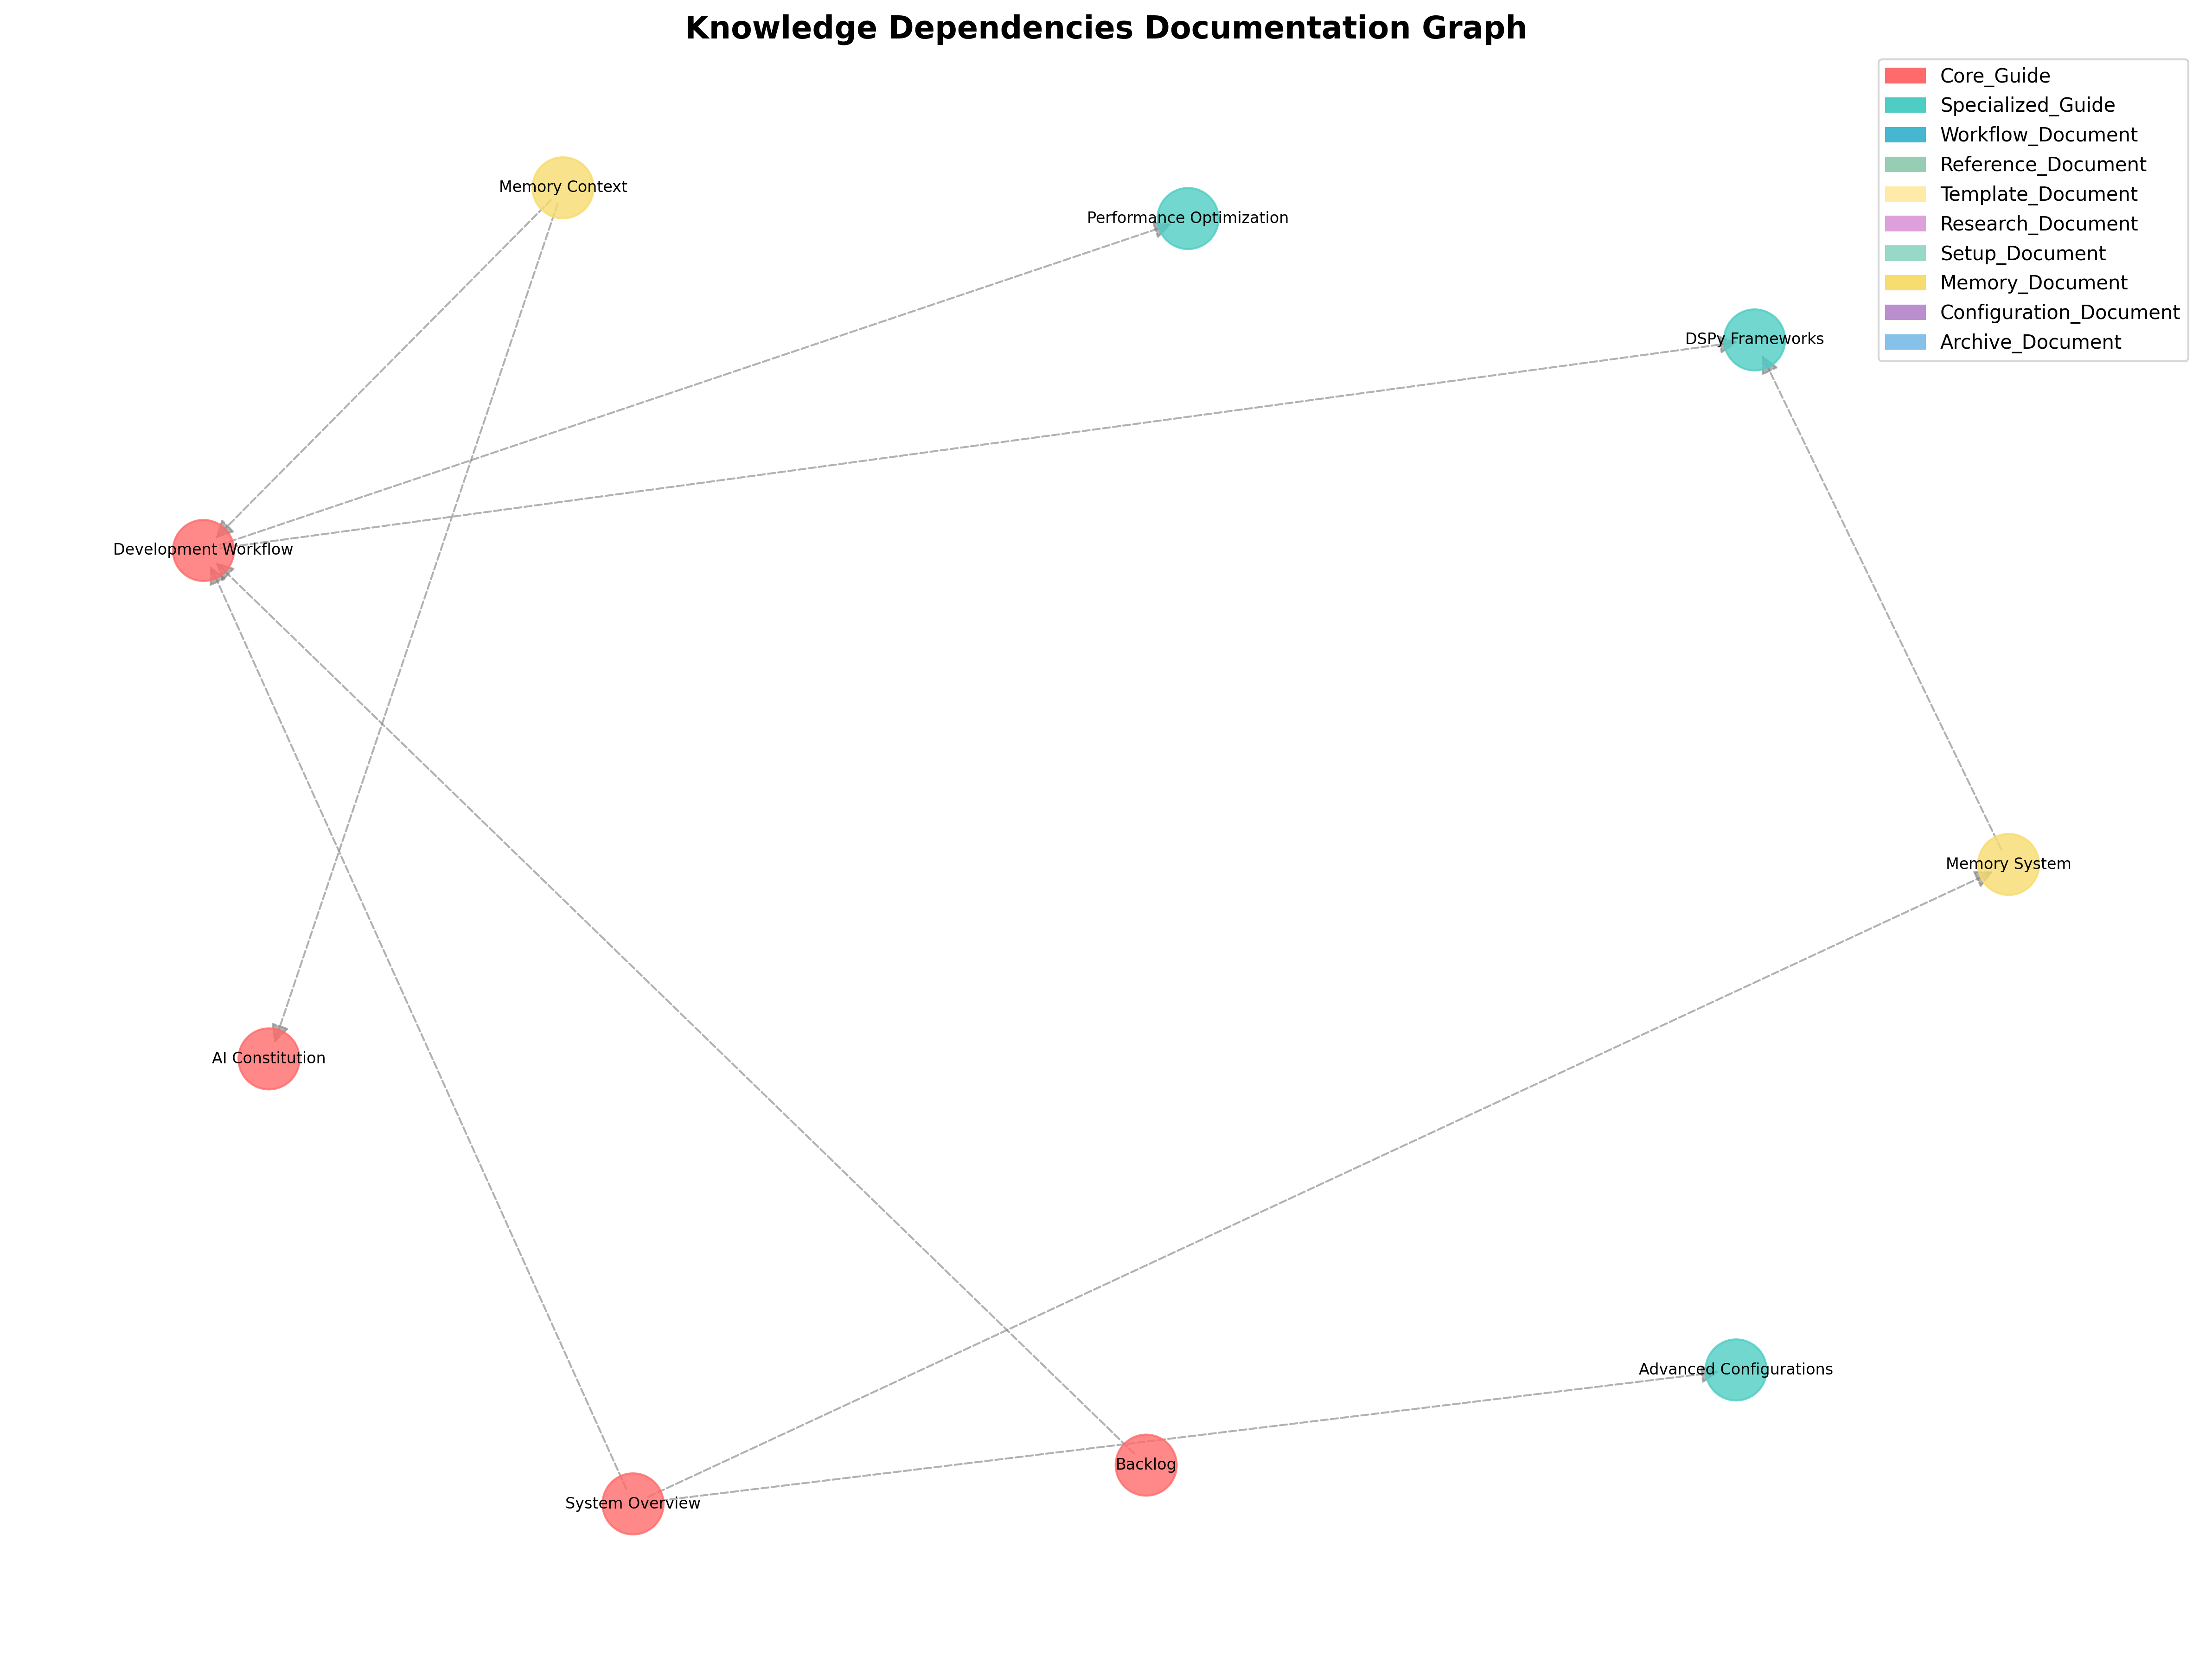 Knowledge Dependencies Documentation Graph
Core_Guide
Specialized_Guide
Workflow_Document
Reference_Document
Template_Document
Research_Document
Setup_Document
Memory_Document
Configuration_Document
Archive_Document
Memory Context
Performance Optimization
DSPy Frameworks
Development Workflow
Memory System
AI Constitution
Advanced Configurations
Backlog
System Overview